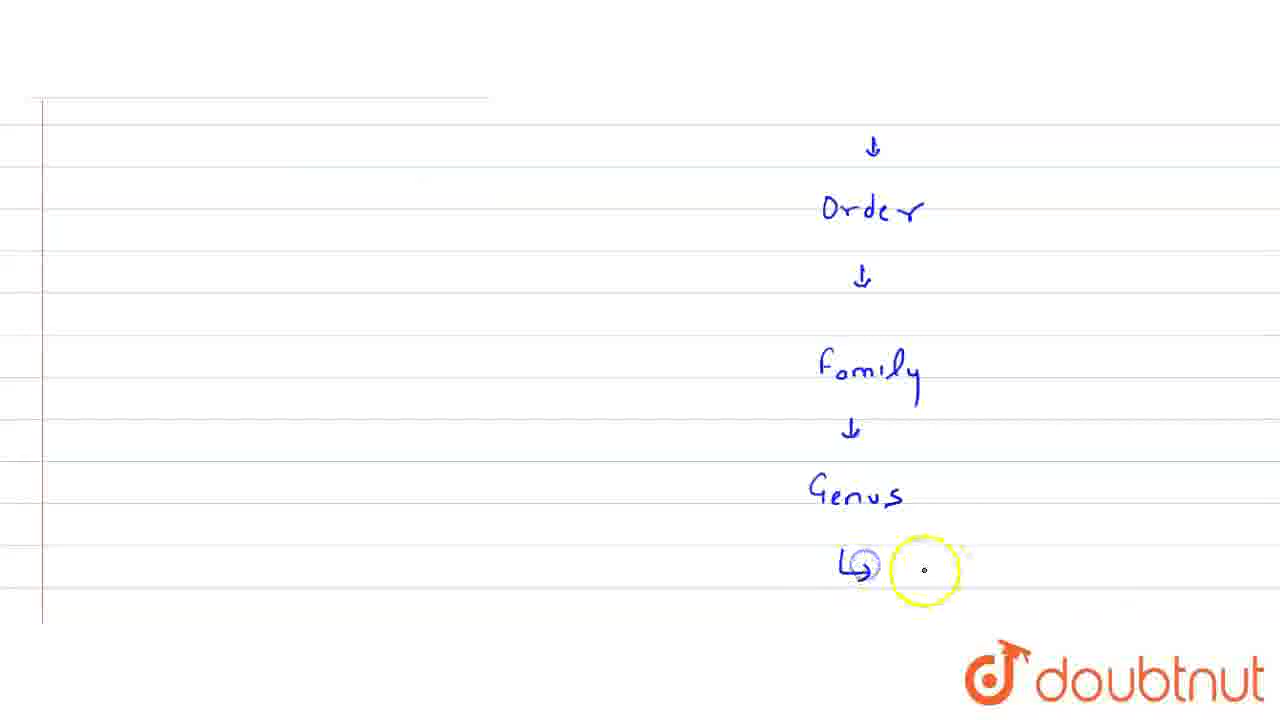 ↓
Order
↓
Family
↓
Genus
↳
doubtnut